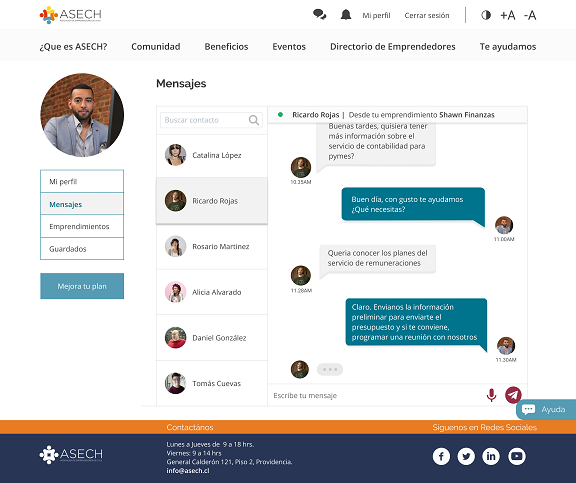 ASECH
Mi perfil
Cerrar sesión
+A
-A
¿Que es ASECH?
Comunidad
Beneficios
Eventos
Directorio de Emprendedores
Te ayudamos
Mensajes
Mi perfil
Mensajes
Emprendimientos
Guardados
Mejora tu plan
Buscar contacto
Catalina López
Ricardo Rojas
Rosario Martinez
Alicia Alvarado
Daniel González
Tomás Cuevas
Ricardo Rojas | Desde tu emprendimiento Shawn Finanzas
Buenas tardes, quisiera tener
más información sobre el
servicio de contabilidad para
pymes?
10.35AM
Buen día, con gusto te ayudamos
¿Qué necesitas?
11.00AM
Queria conocer los planes del
servicio de remuneraciones
11.28AM
Claro. Envianos la información
preliminar para enviarte el
presupuesto y si te conviene,
programar una reunión con nosotros
11.30AM
Escribe tu mensaje
Ayuda
Contactános
Siguenos en Redes Sociales
ASECH
Lunes a Jueves de 9 a 18 hrs.
Viernes: 9 a 14 hrs
General Calderón 121, Piso 2, Providencia.
info@asech.cl